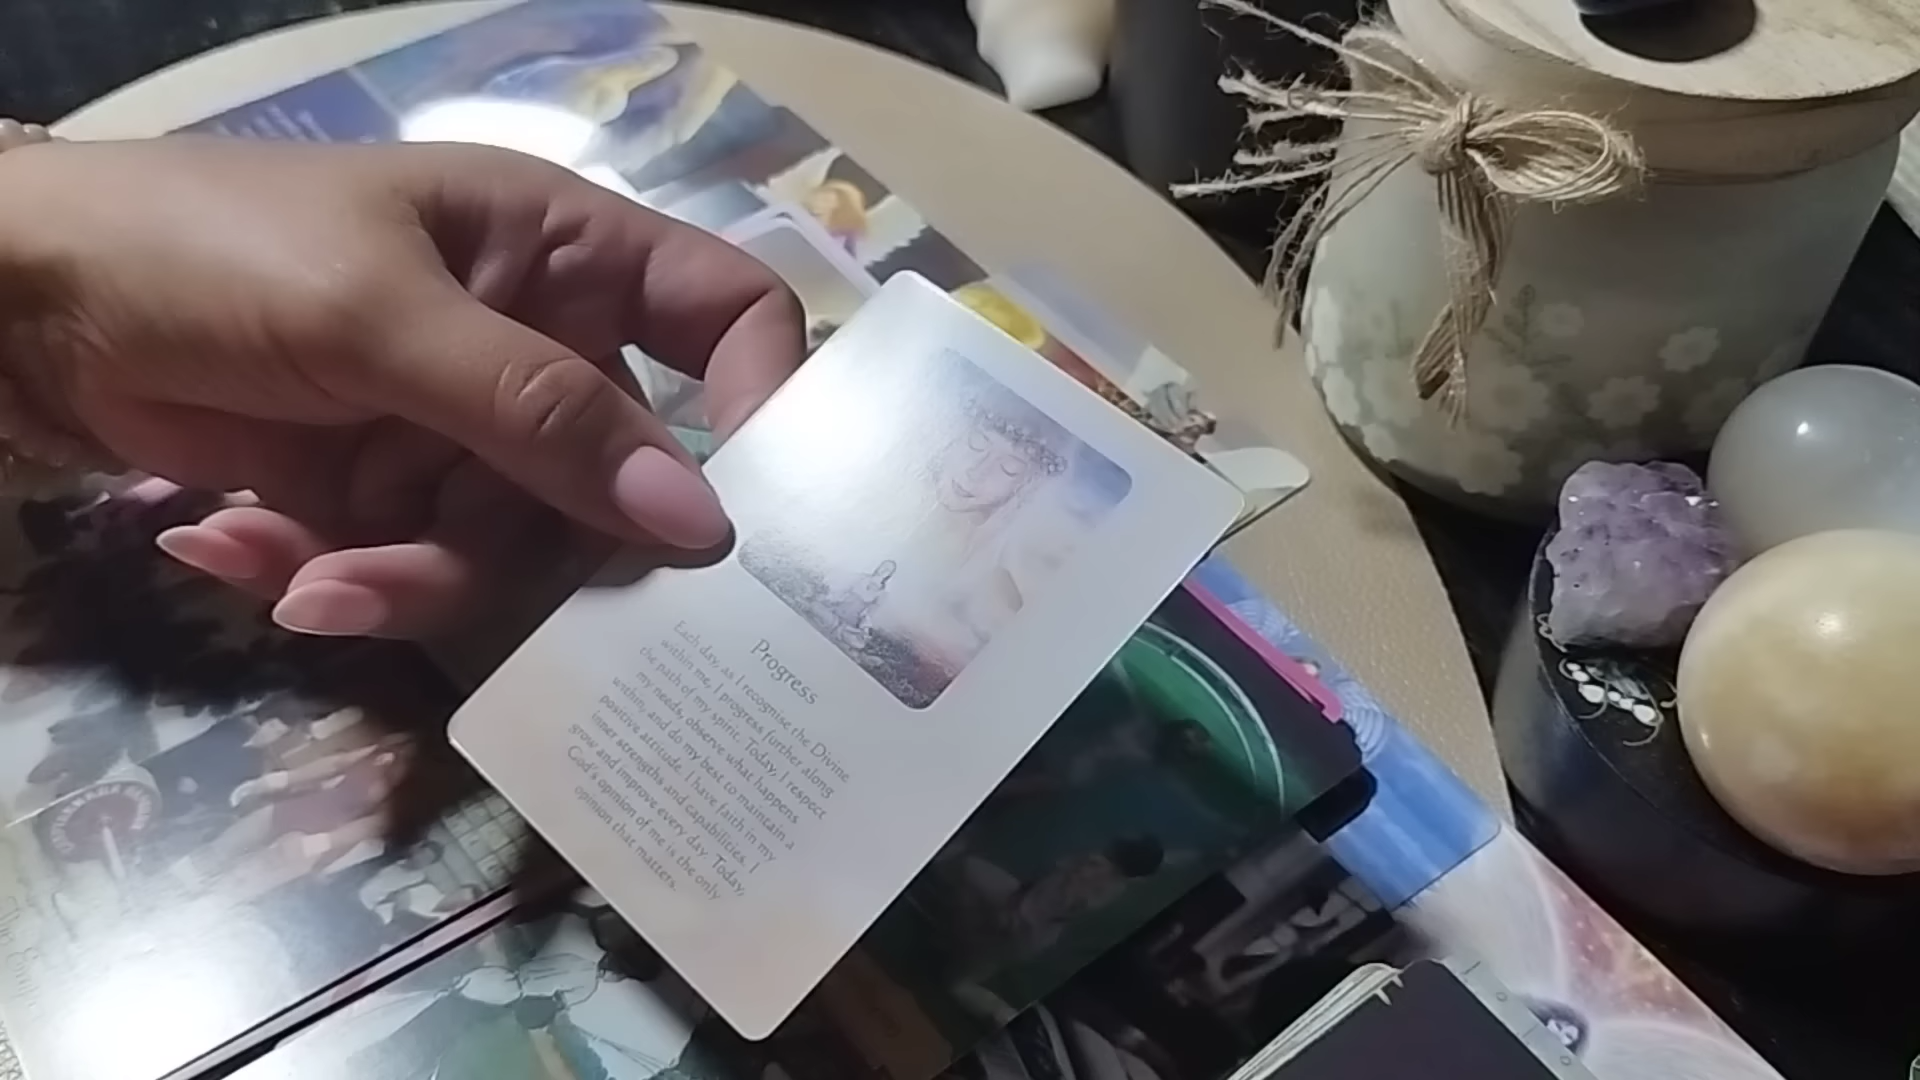 Progress
Each day, as I recognise the Divine
within me, I progress further along
the path of my spirit. Today, I respect
my needs, observe what happens
within, and do my best to maintain a
positive attitude. I have faith in my
inner strengths and capabilities. I
grow and improve every day. Today,
God's opinion of me is the only
opinion that matters.